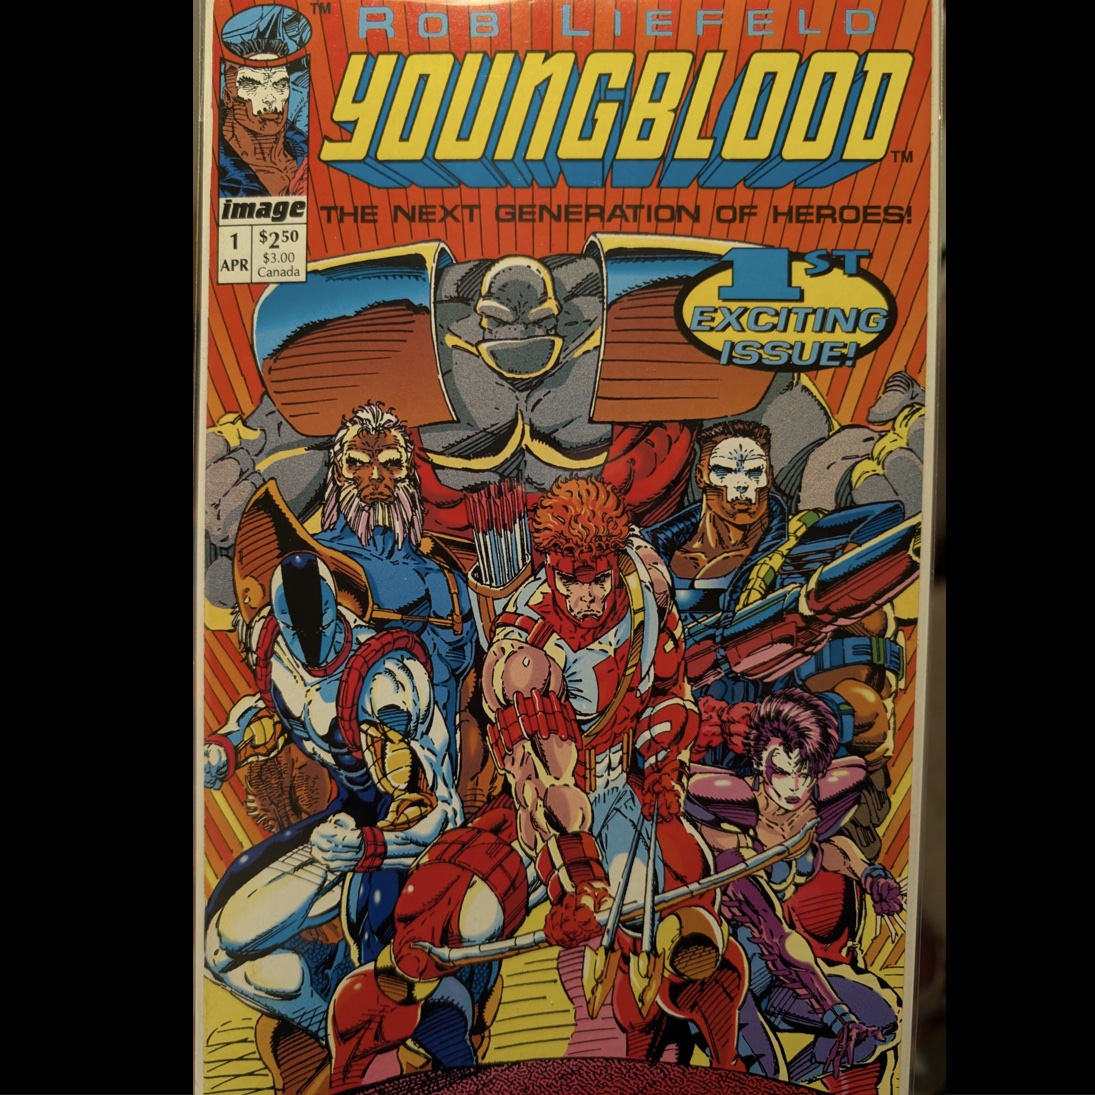 TM
ROB LIEFELD
YOUNGBLOOD
TM
image
THE NEXT GENERATION OF HEROES!
1
APR
$2.50
$3.00
Canada
1ST
EXCITING
ISSUE!